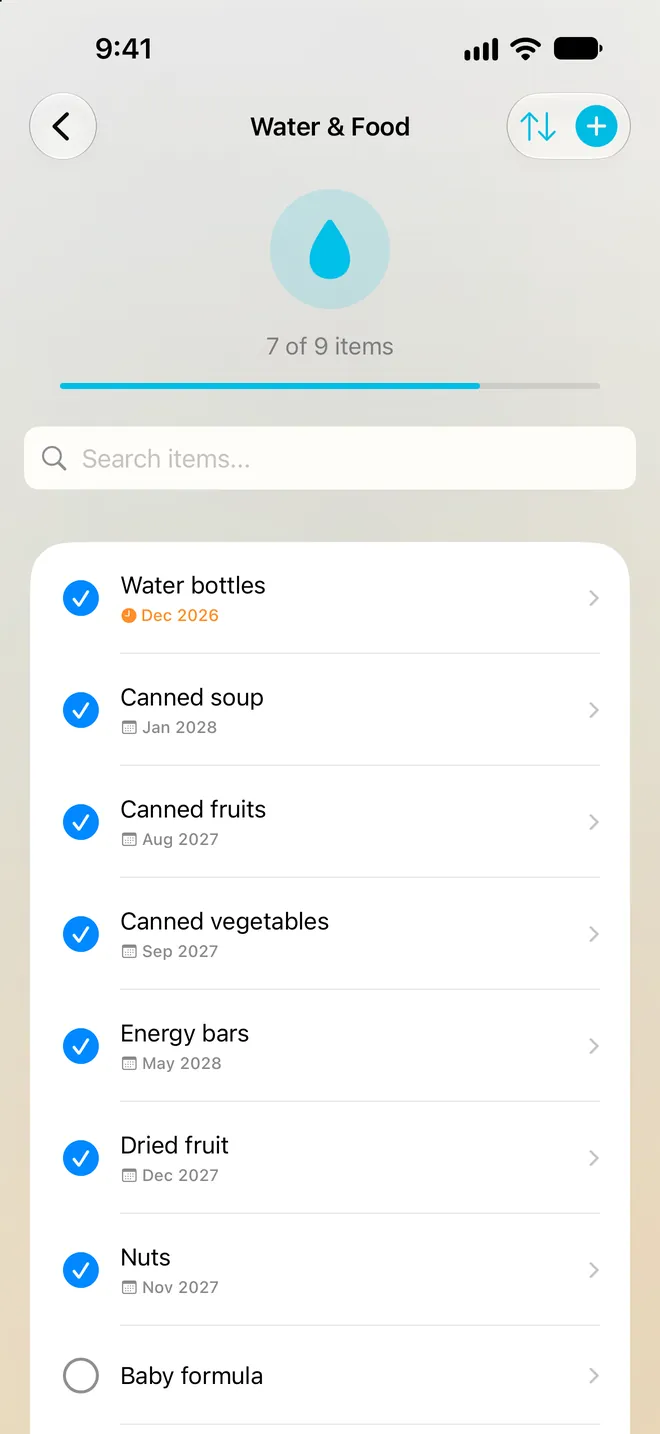 9:41
Water & Food
7 of 9 items
Search items...
Water bottles
Dec 2026
Canned soup
Jan 2028
Canned fruits
Aug 2027
Canned vegetables
Sep 2027
Energy bars
May 2028
Dried fruit
Dec 2027
Nuts
Nov 2027
Baby formula